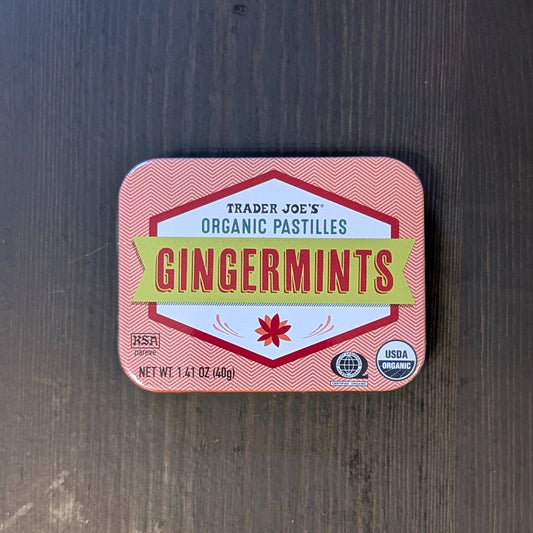 TRADER JOE'S®
ORGANIC PASTILLES
GINGERMINTS
KSA
pareve
NET WT. 1.41 OZ (40g)
USDA
ORGANIC